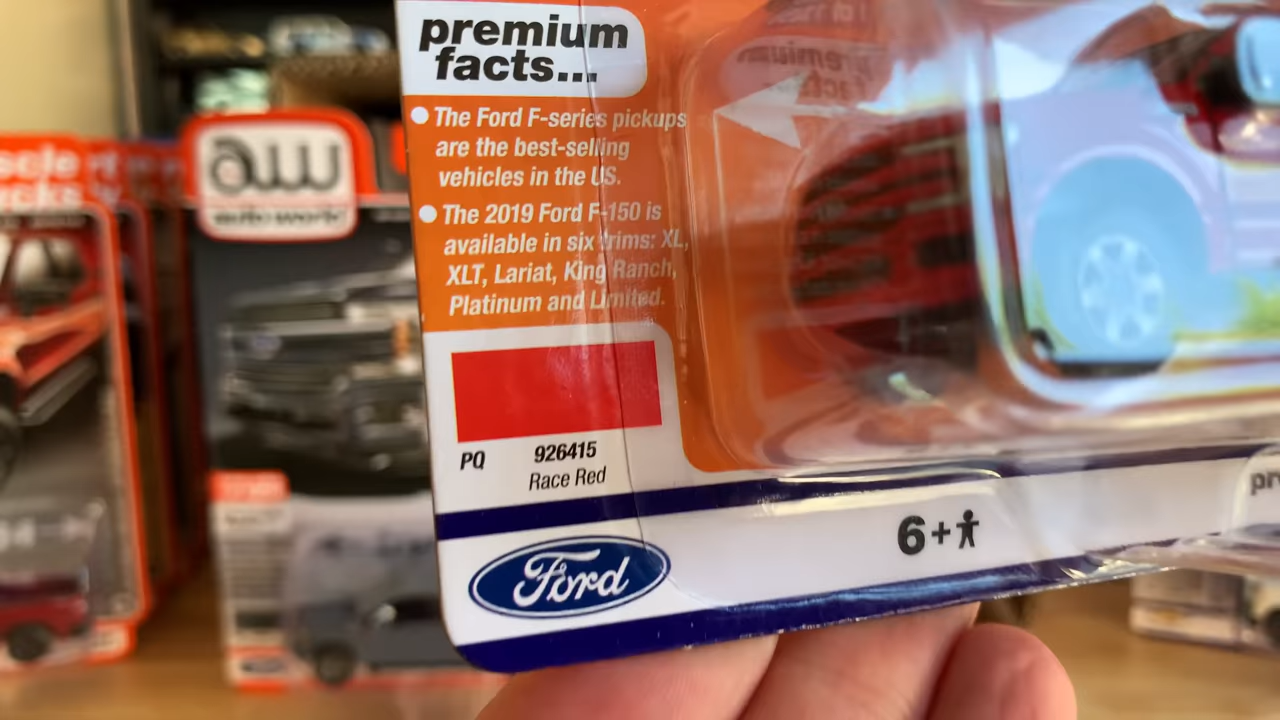 premium
facts...
The Ford F-series pickups
are the best-selling
vehicles in the US.
The 2019 Ford F-150 is
available in six trims: XL,
XLT, Lariat, King Ranch,
Platinum and Limited.
PQ 926415
Race Red
Ford
6+
aw
auto world